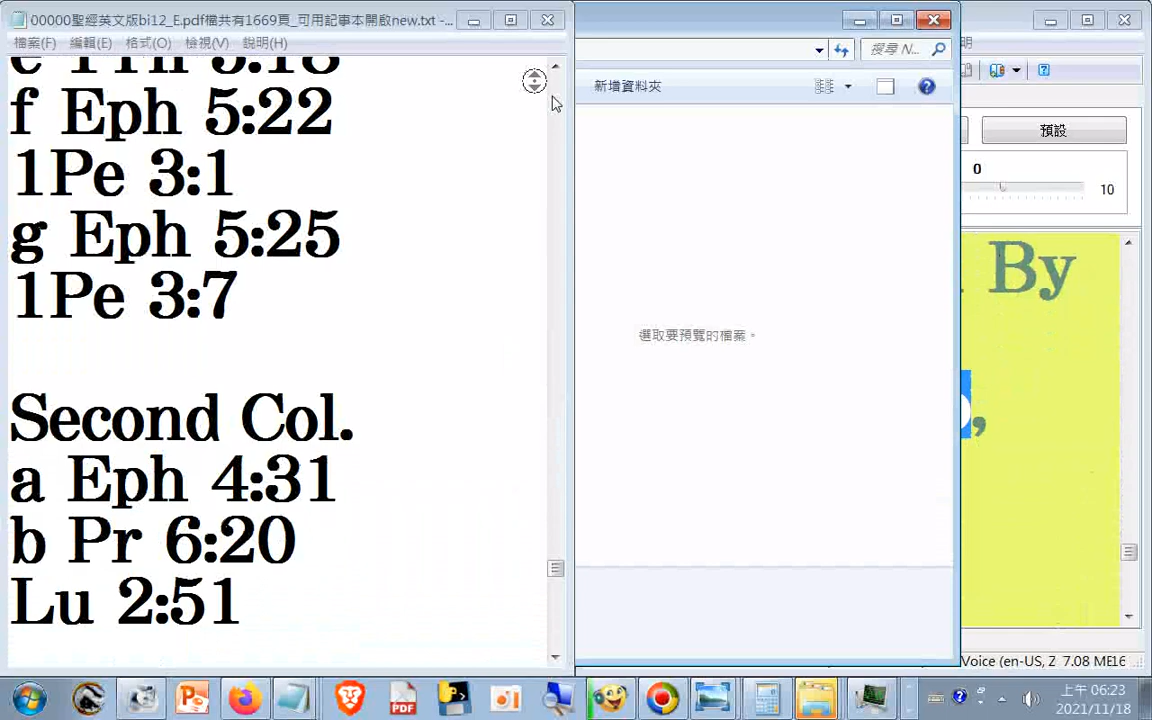 00000聖經英文版bi12_E.pdf檔共有1669頁_可用記事本開啟new.txt -...
檔案(F) 編輯(E) 格式(O) 檢視(V) 說明(H)
e Prh 5:18
f Eph 5:22
1Pe 3:1
g Eph 5:25
1Pe 3:7
Second Col.
a Eph 4:31
b Pr 6:20
Lu 2:51
搜尋 N...
新增資料夾
選取要預覽的檔案。
明
預設
0
10
By
,
Voice (en-US, Z 7.08 ME16
PDF
上午 06:23
2021/11/18